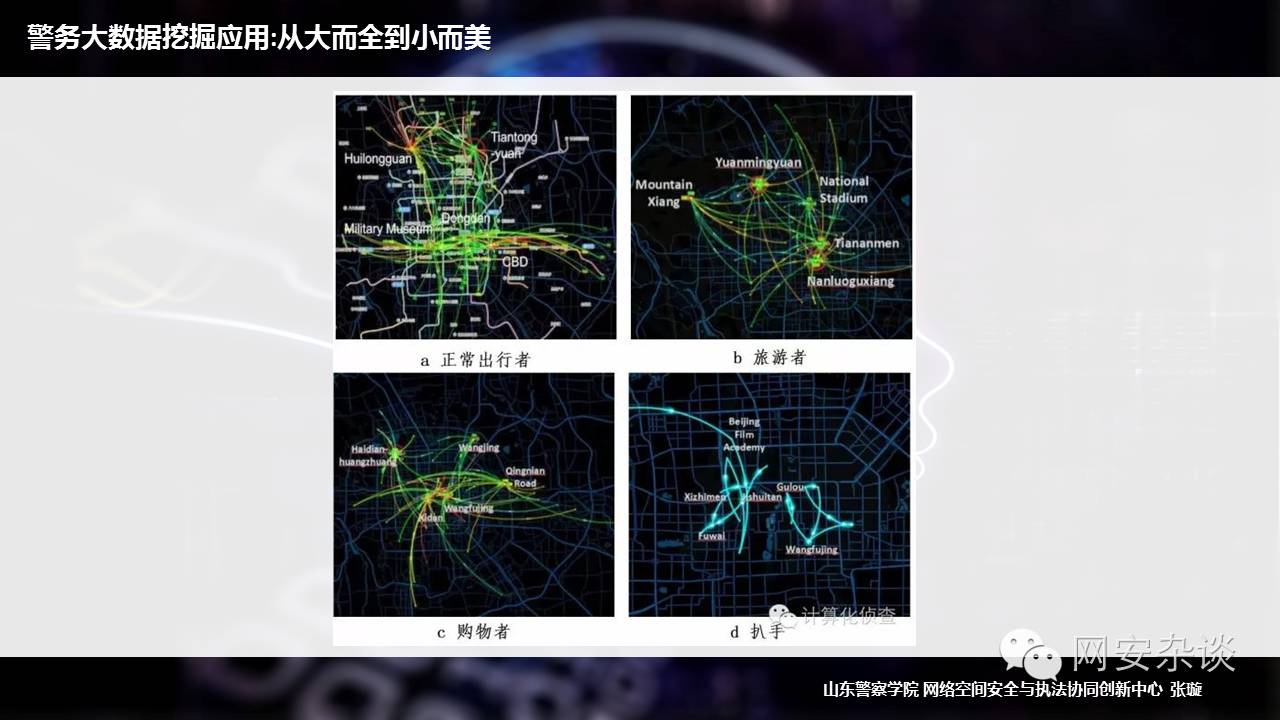 警务大数据挖掘应用:从大而全到小而美
Tiantong
-yuan
Huilongguan
Dongdan
Military Museum
CBD
a 正常出行者
Yuanmingyuan
Mountain
Xiang
National
Stadium
Tiananmen
Nanluoguxiang
b 旅游者
Haidian-
huangzhuang
Wangjing
Qingnian
Road
Wangfujing
Xidan
c 购物者
Beijing
Film
Academy
Xizhimen
Jishuitan
Gulou
Fuwai
Wangfujing
计算化侦查
d 扒手
网安杂谈
山东警察学院 网络空间安全与执法协同创新中心 张璇